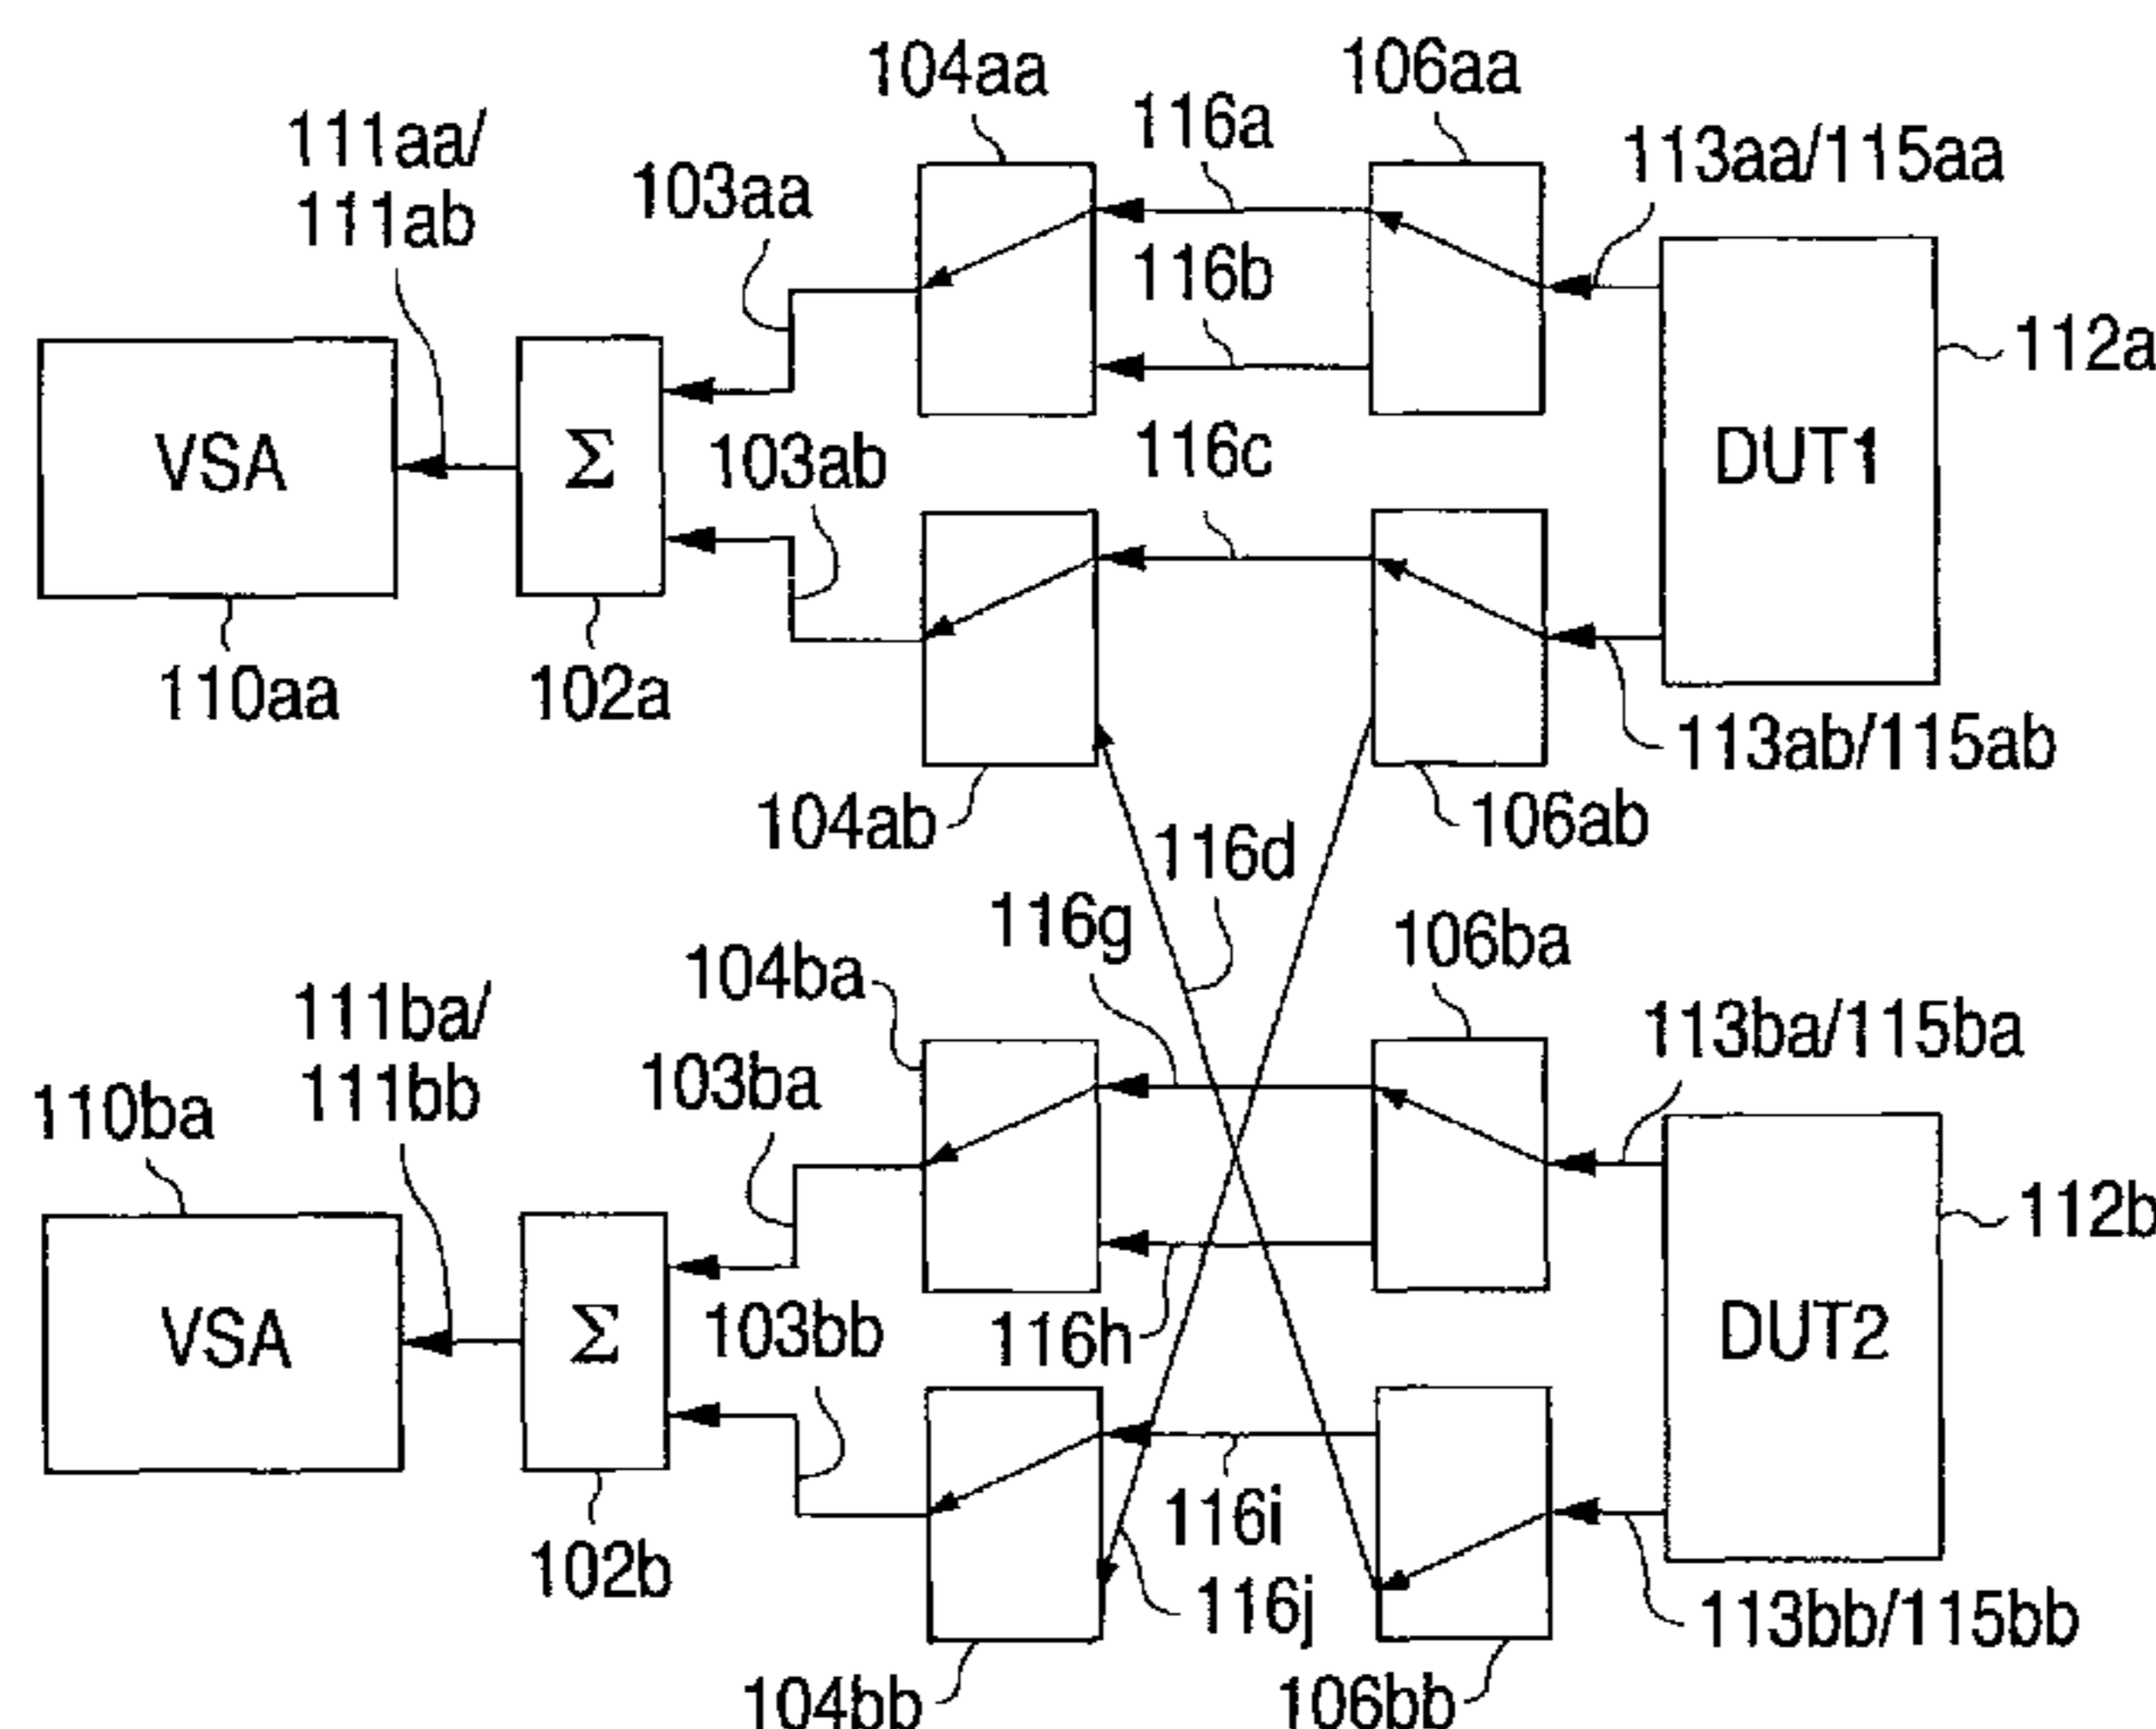 104aa
106aa
116a
111aa/
111ab
113aa/115aa
103aa
116b
112a
VSA
Σ
103ab
116c
DUT1
110aa
102a
113ab/115ab
104ab
116d
106ab
116g
106ba
104ba
111ba/
111bb
113ba/115ba
103ba
110ba
112b
VSA
Σ
103bb
116h
DUT2
116i
102b
116j
113bb/115bb
104bb
106bb